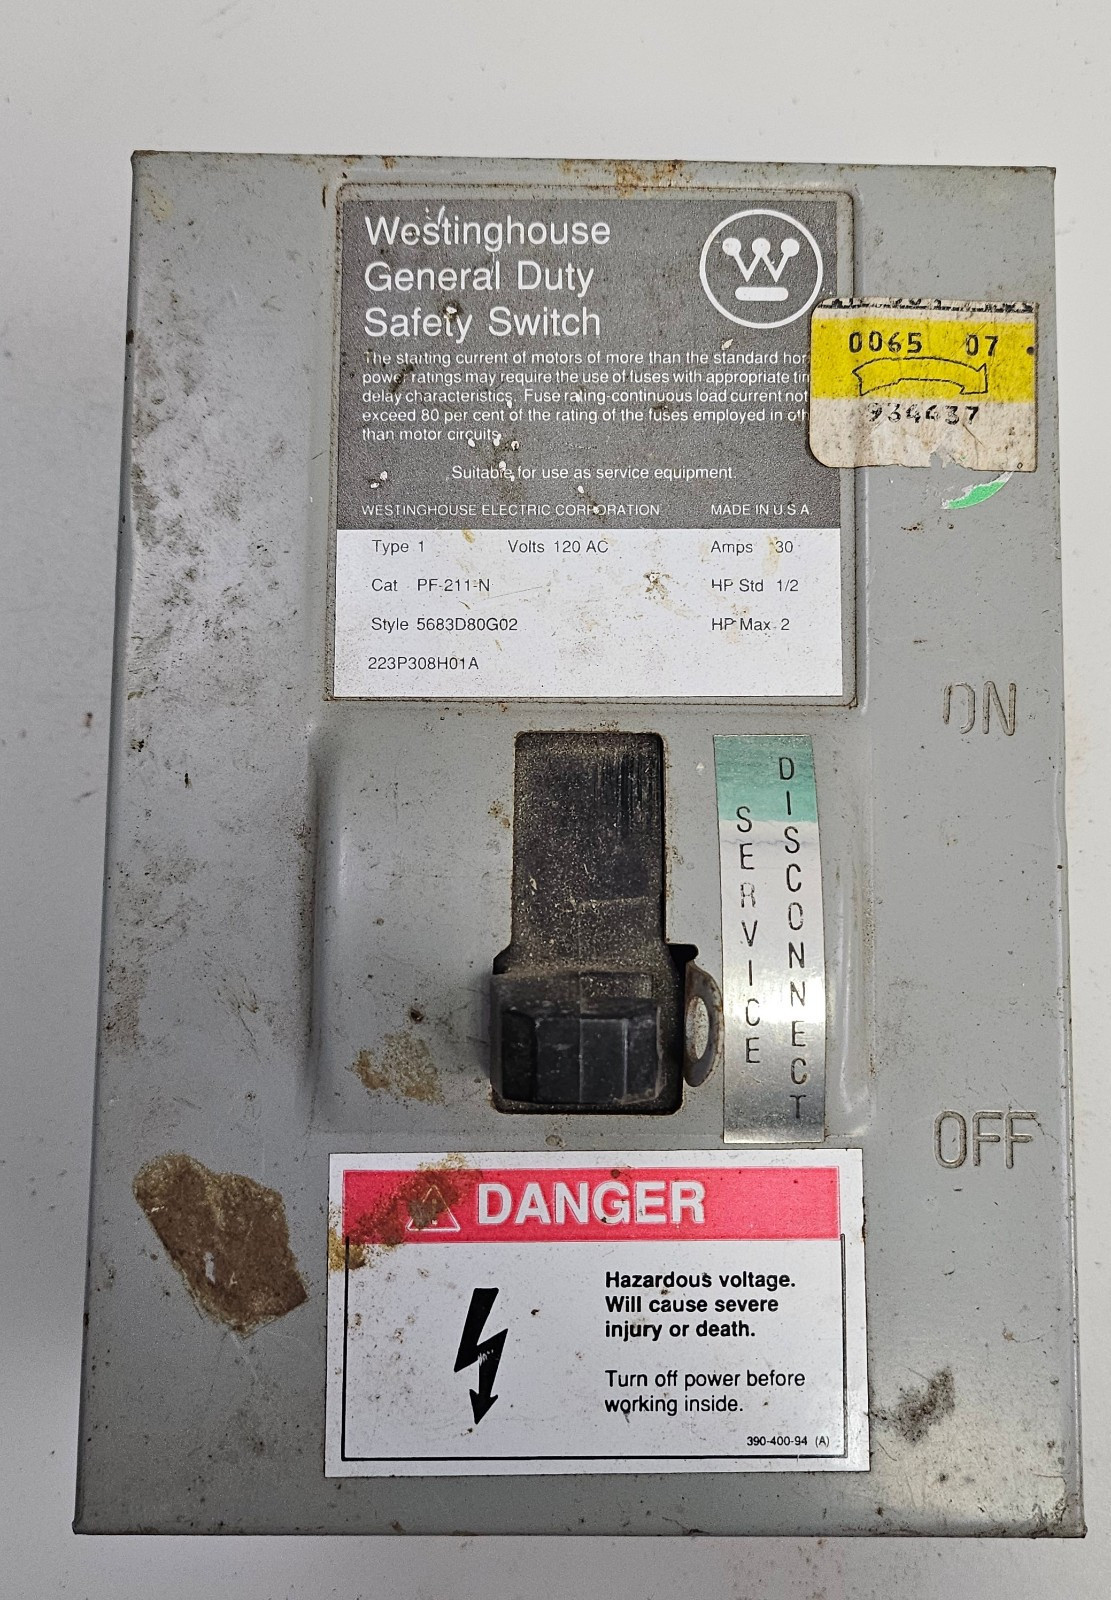 Westinghouse
General Duty
Safety Switch
W
The starting current of motors of more than the standard
power ratings may require the use of fuses with appropriate
delay characteristics. Fuse rating-continuous load current not
exceed 80 per cent of the rating of the fuses employed in
than motor circuits.
Suitable for use as service equipment.
WESTINGHOUSE ELECTRIC CORPORATION MADE IN U.S.A.
Type 1 Volts 120 AC Amps 30
Cat PF-211-N HP Std 1/2
Style 5683D80G02 HP Max 2
223P308H01A
0065 07
934437
ON
SERVICE
DISCONNECT
OFF
DANGER
Hazardous voltage.
Will cause severe
injury or death.
Turn off power before
working inside.
390-400-94 (A)